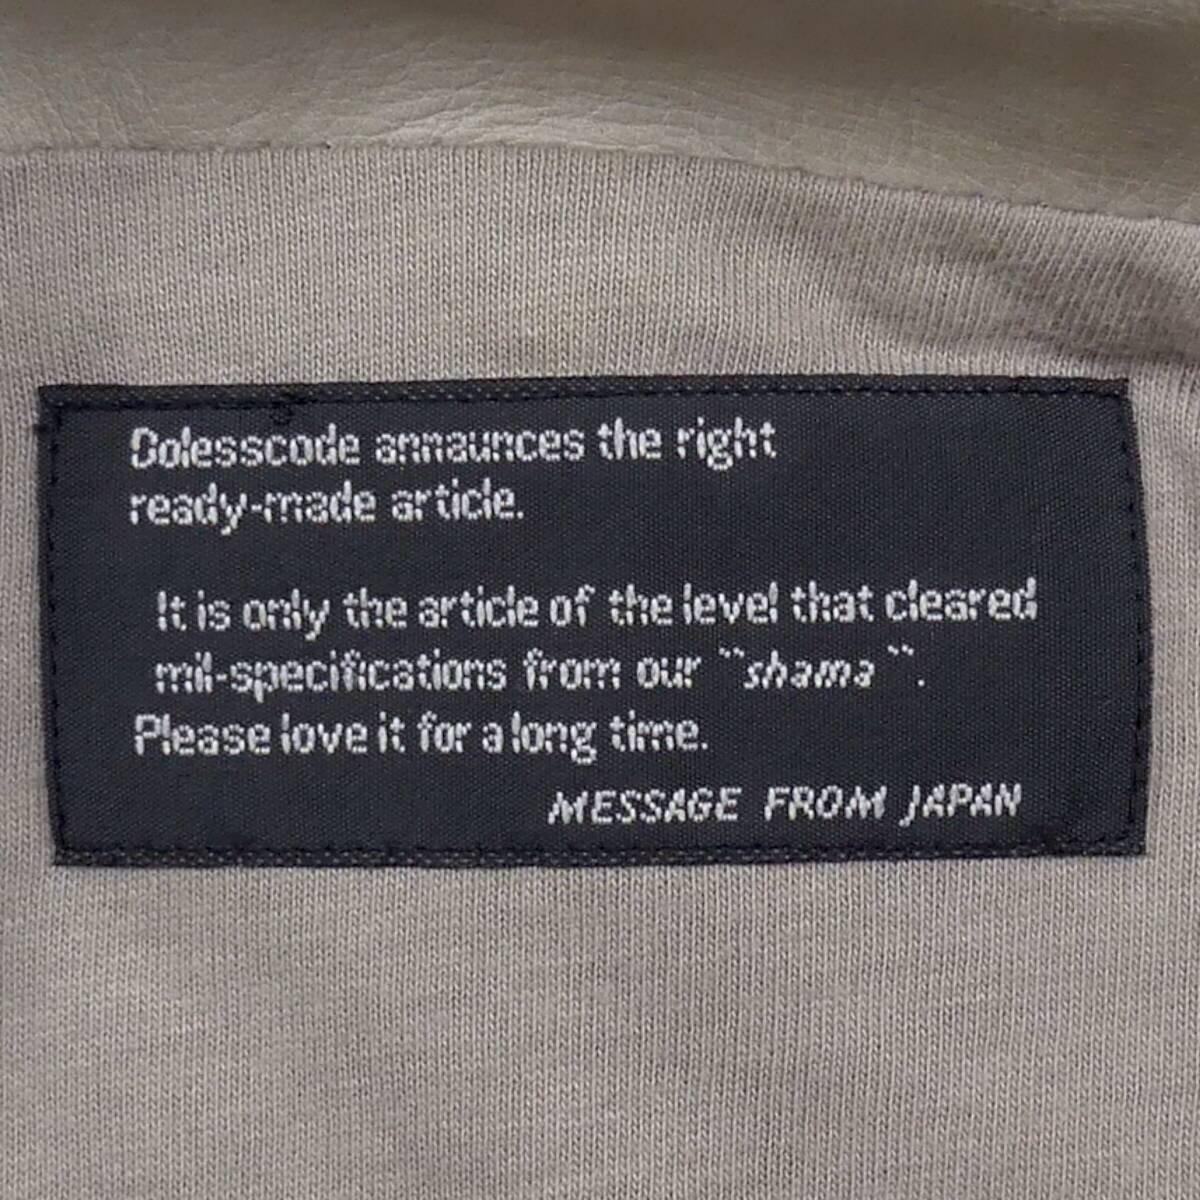 Dolesscode annaunces the right
ready-made article.
It is only the article of the level that cleared
mil-specifications from our ``shama``.
Please love it for a long time.
MESSAGE FROM JAPAN